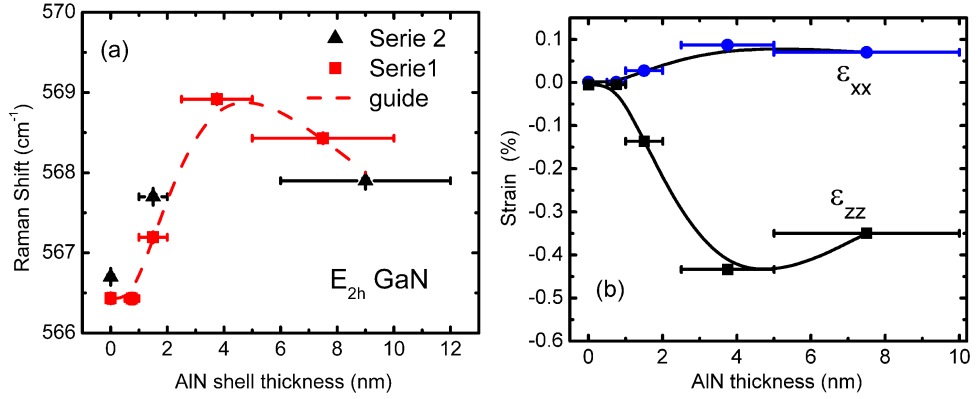 (a)
Serie 2
Serie1
guide
E2h GaN
570
569
568
567
566
0 2 4 6 8 10 12
Raman Shift (cm-1)
AlN shell thickness (nm)
0.1
0.0
-0.1
-0.2
-0.3
-0.4
-0.5
-0.6
εxx
εzz
(b)
0 2 4 6 8 10
Strain (%)
AlN thickness (nm)